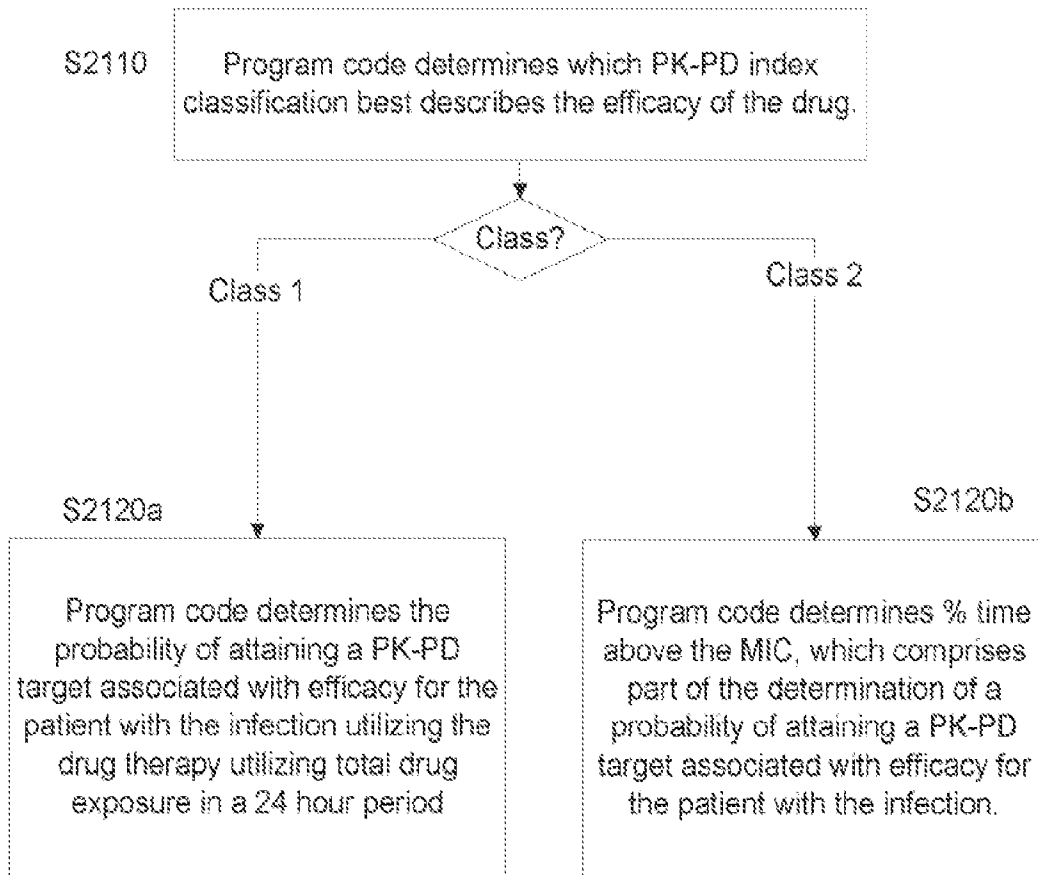 S2110
Program code determines which PK-PD index
classification best describes the efficacy of the drug.
Class?
Class 1
Class 2
S2120a
Program code determines the
probability of attaining a PK-PD
target associated with efficacy for the
patient with the infection utilizing the
drug therapy utilizing total drug
exposure in a 24 hour period
S2120b
Program code determines % time
above the MIC, which comprises
part of the determination of a
probability of attaining a PK-PD
target associated with efficacy for
the patient with the infection.